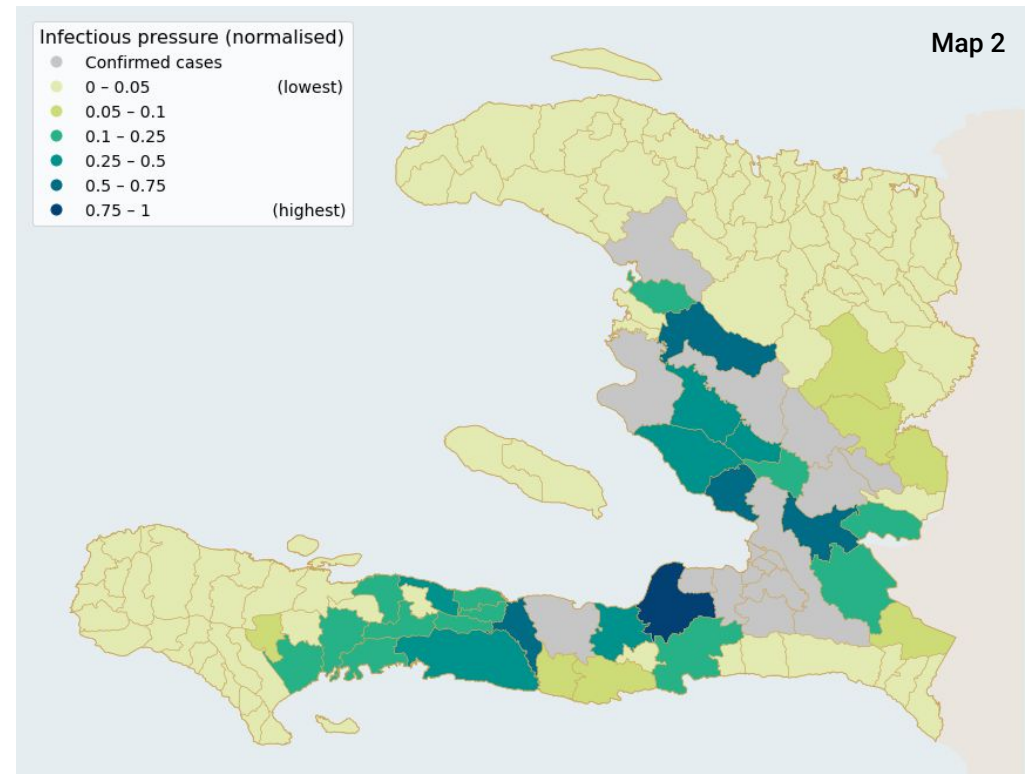 Map 2
Infectious pressure (normalised)
Confirmed cases
0 – 0.05 (lowest)
0.05 – 0.1
0.1 – 0.25
0.25 – 0.5
0.5 – 0.75
0.75 – 1 (highest)